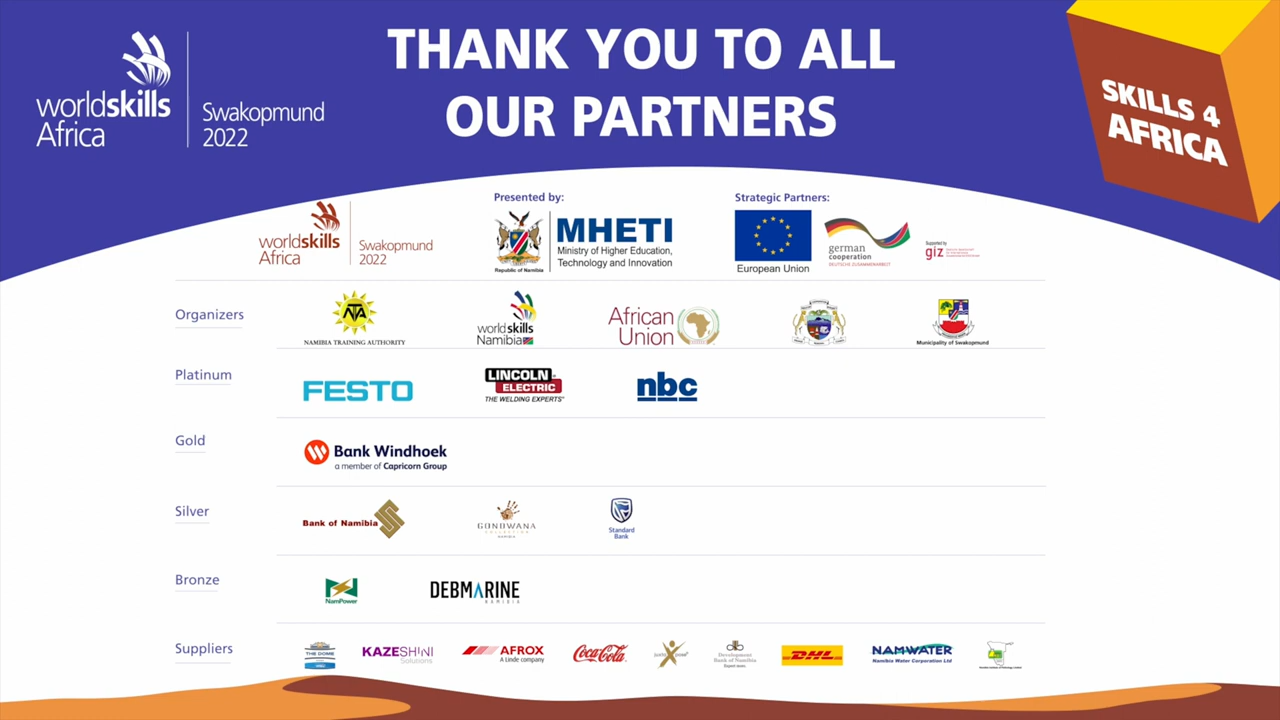 worldskills
Africa
Swakopmund
2022
THANK YOU TO ALL
OUR PARTNERS
SKILLS 4
AFRICA
worldskills
Africa
Swakopmund
2022
Presented by:
Republic of Namibia
MHETI
Ministry of Higher Education,
Technology and Innovation
Strategic Partners:
European Union
german
cooperation
DEUTSCHE ZUSAMMENARBEIT
Supported by
giz
Organizers
NTA
NAMIBIA TRAINING AUTHORITY
worldskills
Namibia
African
Union
Municipality of Swakopmund
Platinum
FESTO
LINCOLN
ELECTRIC
THE WELDING EXPERTS®
nbc
Gold
Bank Windhoek
a member of Capricorn Group
Silver
Bank of Namibia
GONDWANA
COLLECTION
NAMIBIA
Standard
Bank
Bronze
NamPower
DEBMARINE
NAMIBIA
Suppliers
THE DOME
KAZESHINI
Solutions
AFROX
A Linde company
Coca-Cola
Development
Bank of Namibia
DHL
NAMWATER
Namibia Water Corporation Ltd